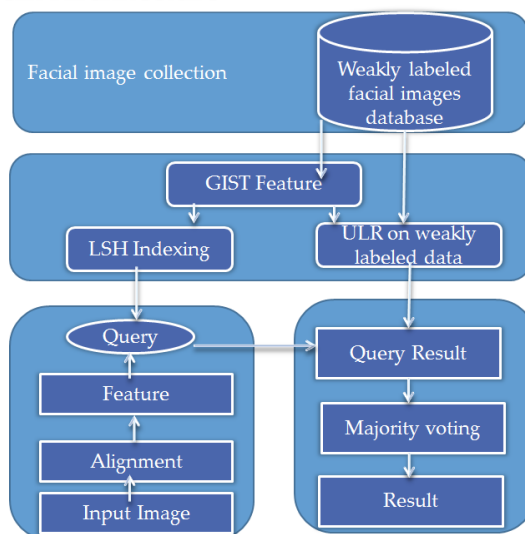 Facial image collection
Weakly labeled
facial images
database
GIST Feature
LSH Indexing
ULR on weakly
labeled data
Query
Feature
Alignment
Input Image
Query Result
Majority voting
Result